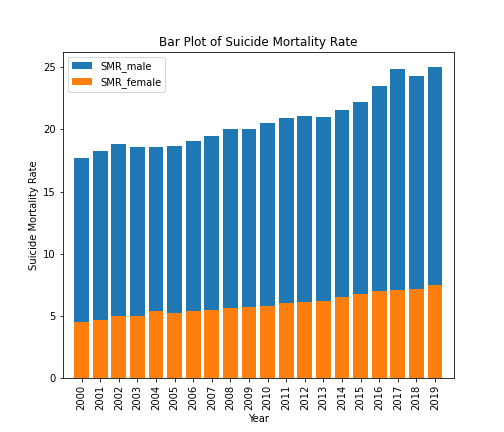 Bar Plot of Suicide Mortality Rate
SMR_male
SMR_female
Suicide Mortality Rate
25
20
15
10
5
0
2000 2001 2002 2003 2004 2005 2006 2007 2008 2009 2010 2011 2012 2013 2014 2015 2016 2017 2018 2019
Year